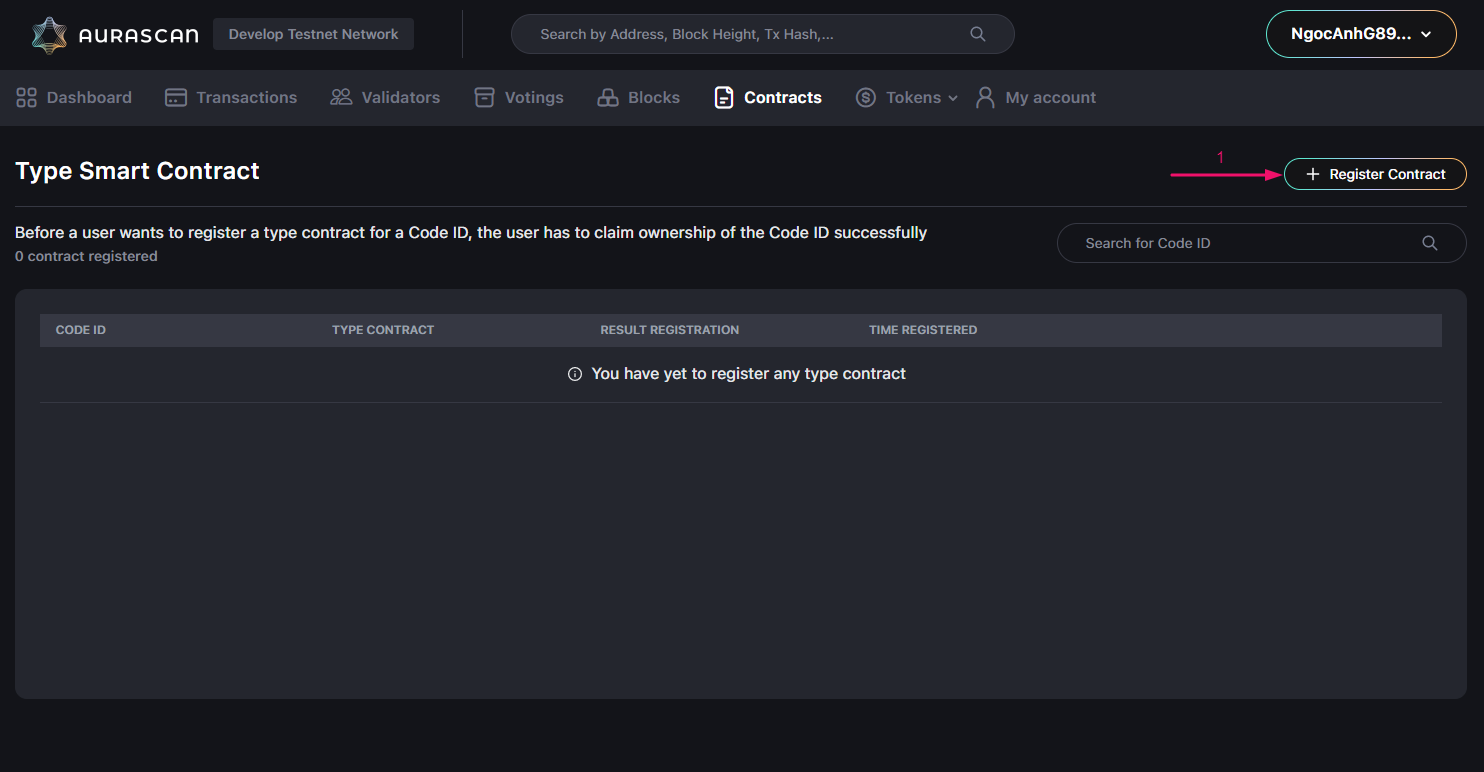 AURASCAN Develop Testnet Network Search by Address, Block Height, Tx Hash,... NgocAnhG89...
Dashboard Transactions Validators Votings Blocks Contracts Tokens My account
Type Smart Contract
1
Register Contract
Before a user wants to register a type contract for a Code ID, the user has to claim ownership of the Code ID successfully
0 contract registered
Search for Code ID
CODE ID TYPE CONTRACT RESULT REGISTRATION TIME REGISTERED
You have yet to register any type contract